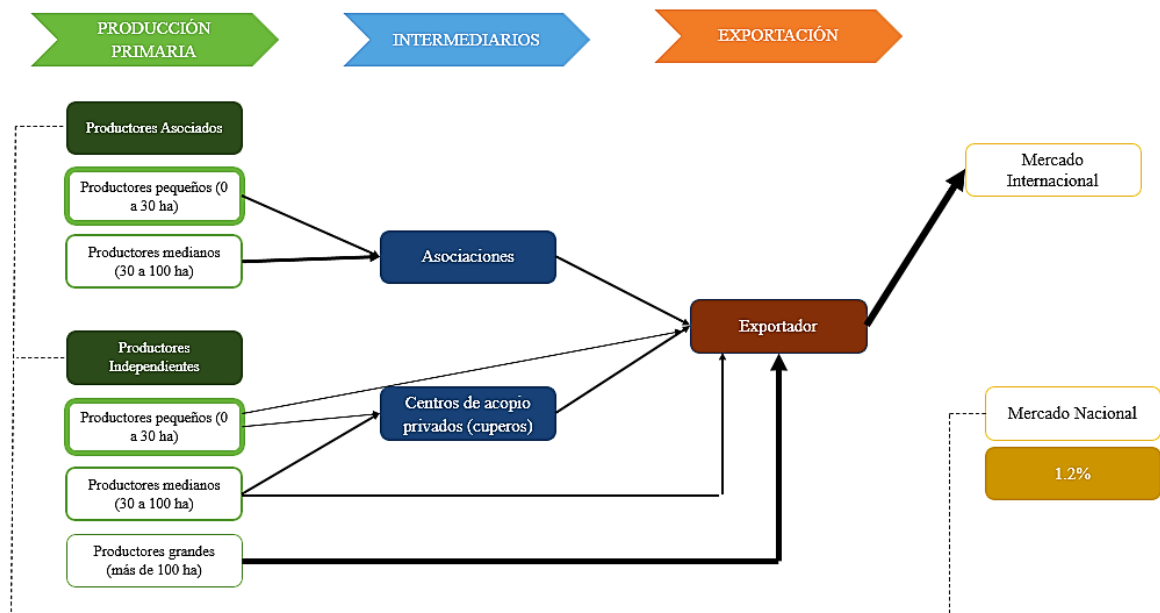 PRODUCCIÓN
PRIMARIA
INTERMEDIARIOS
EXPORTACIÓN
Productores Asociados
Productores pequeños (0
a 30 ha)
Productores medianos
(30 a 100 ha)
Asociaciones
Mercado
Internacional
Exportador
Productores
Independientes
Productores pequeños (0
a 30 ha)
Centros de acopio
privados (cuperos)
Mercado Nacional
1.2%
Productores medianos
(30 a 100 ha)
Productores grandes
(más de 100 ha)